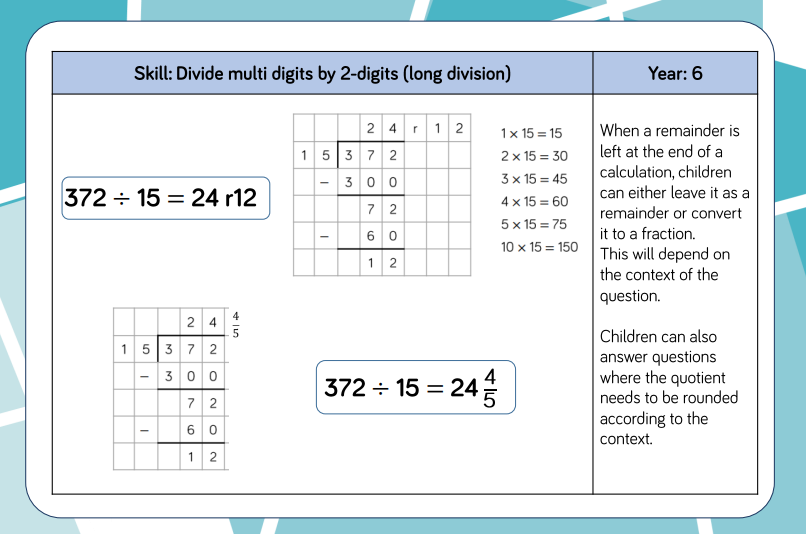 Skill: Divide multi digits by 2-digits (long division)
Year: 6
372 ÷ 15 = 24 r12
2 4 r 1 2
1 5 3 7 2
− 3 0 0
7 2
− 6 0
1 2
1 × 15 = 15
2 × 15 = 30
3 × 15 = 45
4 × 15 = 60
5 × 15 = 75
10 × 15 = 150
2 4 4/5
1 5 3 7 2
− 3 0 0
7 2
− 6 0
1 2
372 ÷ 15 = 24 4/5
When a remainder is
left at the end of a
calculation, children
can either leave it as a
remainder or convert
it to a fraction.
This will depend on
the context of the
question.
Children can also
answer questions
where the quotient
needs to be rounded
according to the
context.